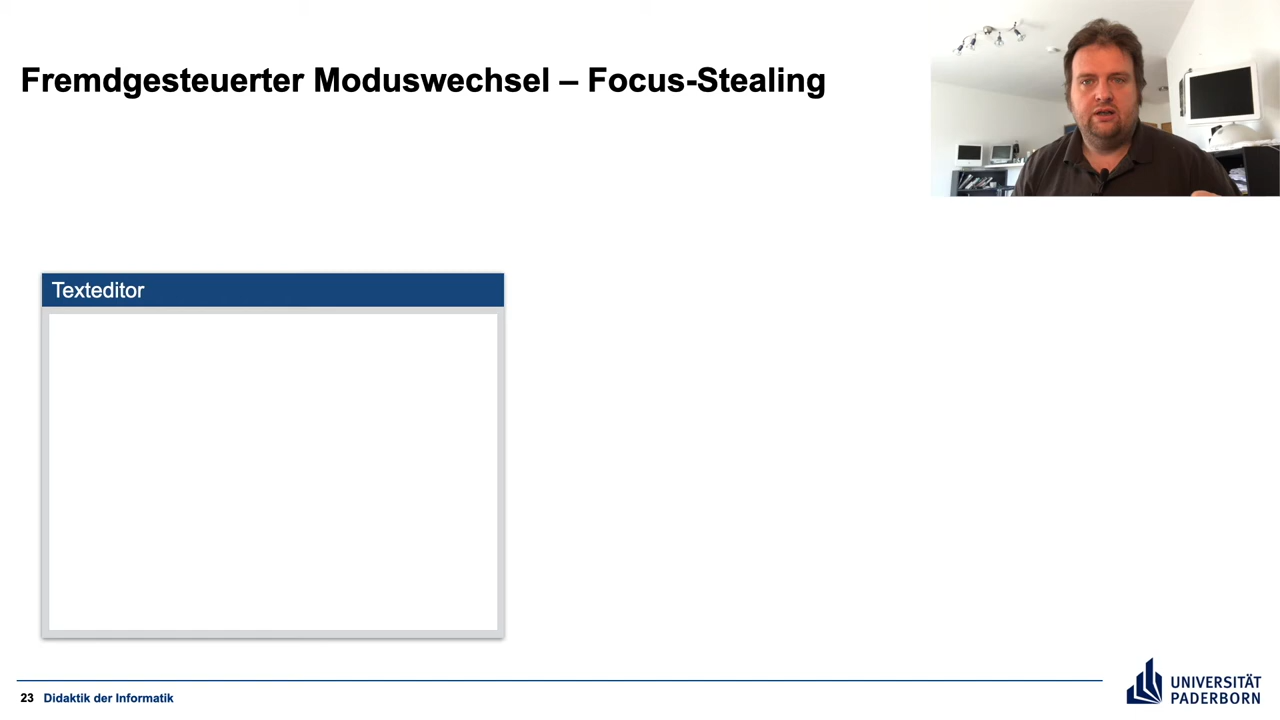 Fremdgesteuerter Moduswechsel – Focus-Stealing
Texteditor
23 Didaktik der Informatik
UNIVERSITÄT
PADERBORN